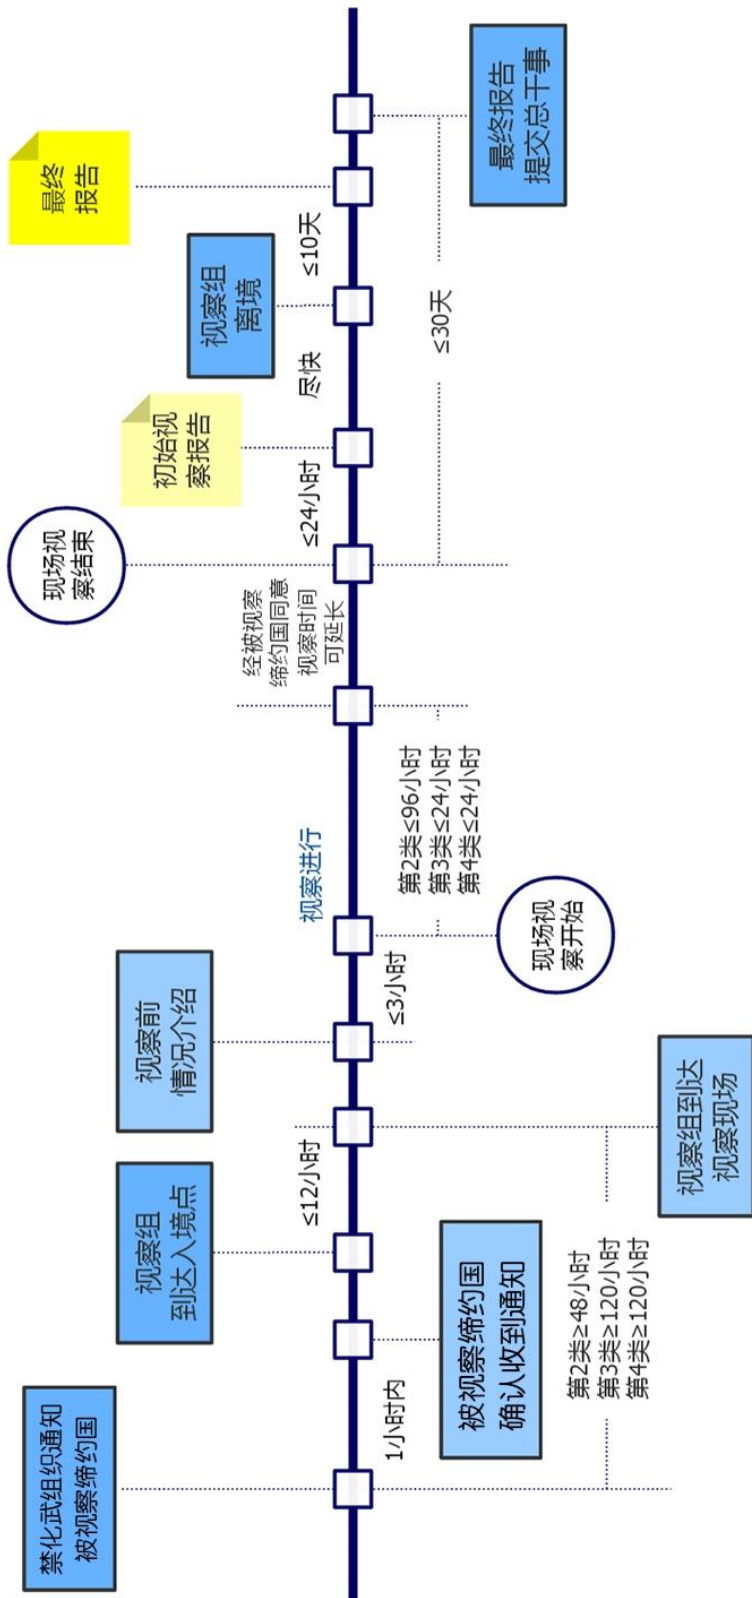 禁化武组织通知
被视察缔约国
1小时内
被视察缔约国
确认收到通知
视察组
到达入境点
≤12小时
第2类≥48小时
第3类≥120小时
第4类≥120小时
视察组到达
视察现场
视察前
情况介绍
≤3小时
现场视
察开始
视察进行
第2类≤96小时
第3类≤24小时
第4类≤24小时
经被视察
缔约国同意
视察时间
可延长
现场视
察结束
≤24小时
初始视
察报告
尽快
视察组
离境
≤10天
最终
报告
≤30天
最终报告
提交总干事